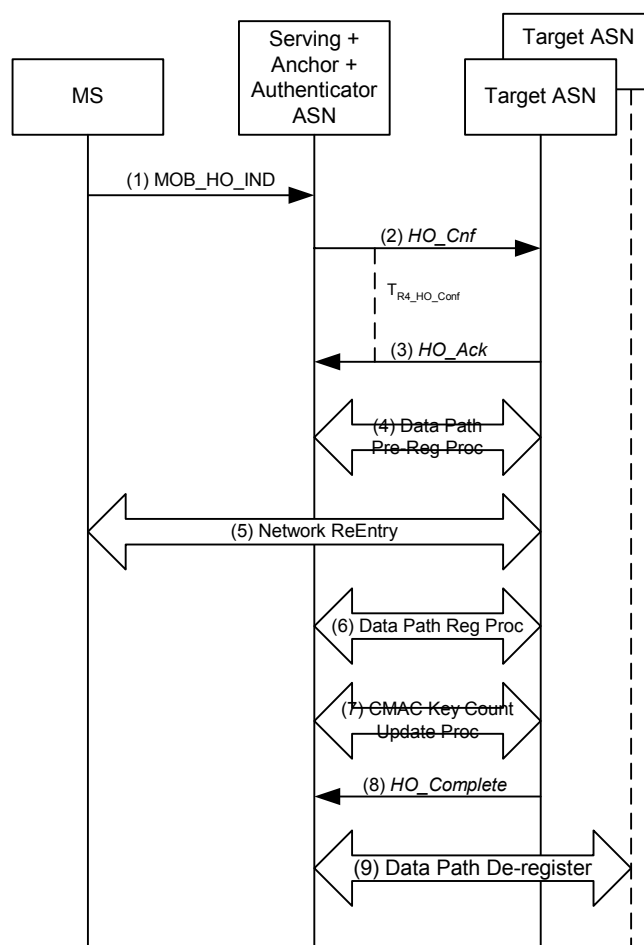 Target ASN
Serving +
Anchor +
Authenticator
ASN
MS
Target ASN
(1) MOB_HO_IND
(2) HO_Cnf
T_R4_HO_Conf
(3) HO_Ack
(4) Data Path
Pre-Reg Proc
(5) Network ReEntry
(6) Data Path Reg Proc
(7) CMAC Key Count
Update Proc
(8) HO_Complete
(9) Data Path De-register